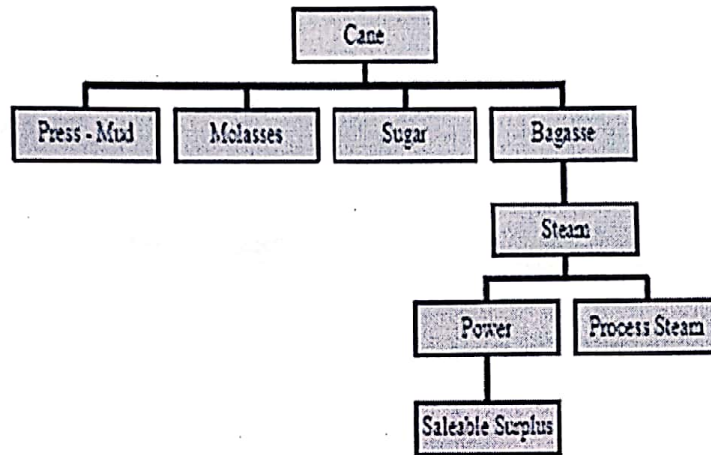 Cane
Press - Mud
Molasses
Sugar
Bagasse
Steam
Power
Process Steam
Saleable Surplus